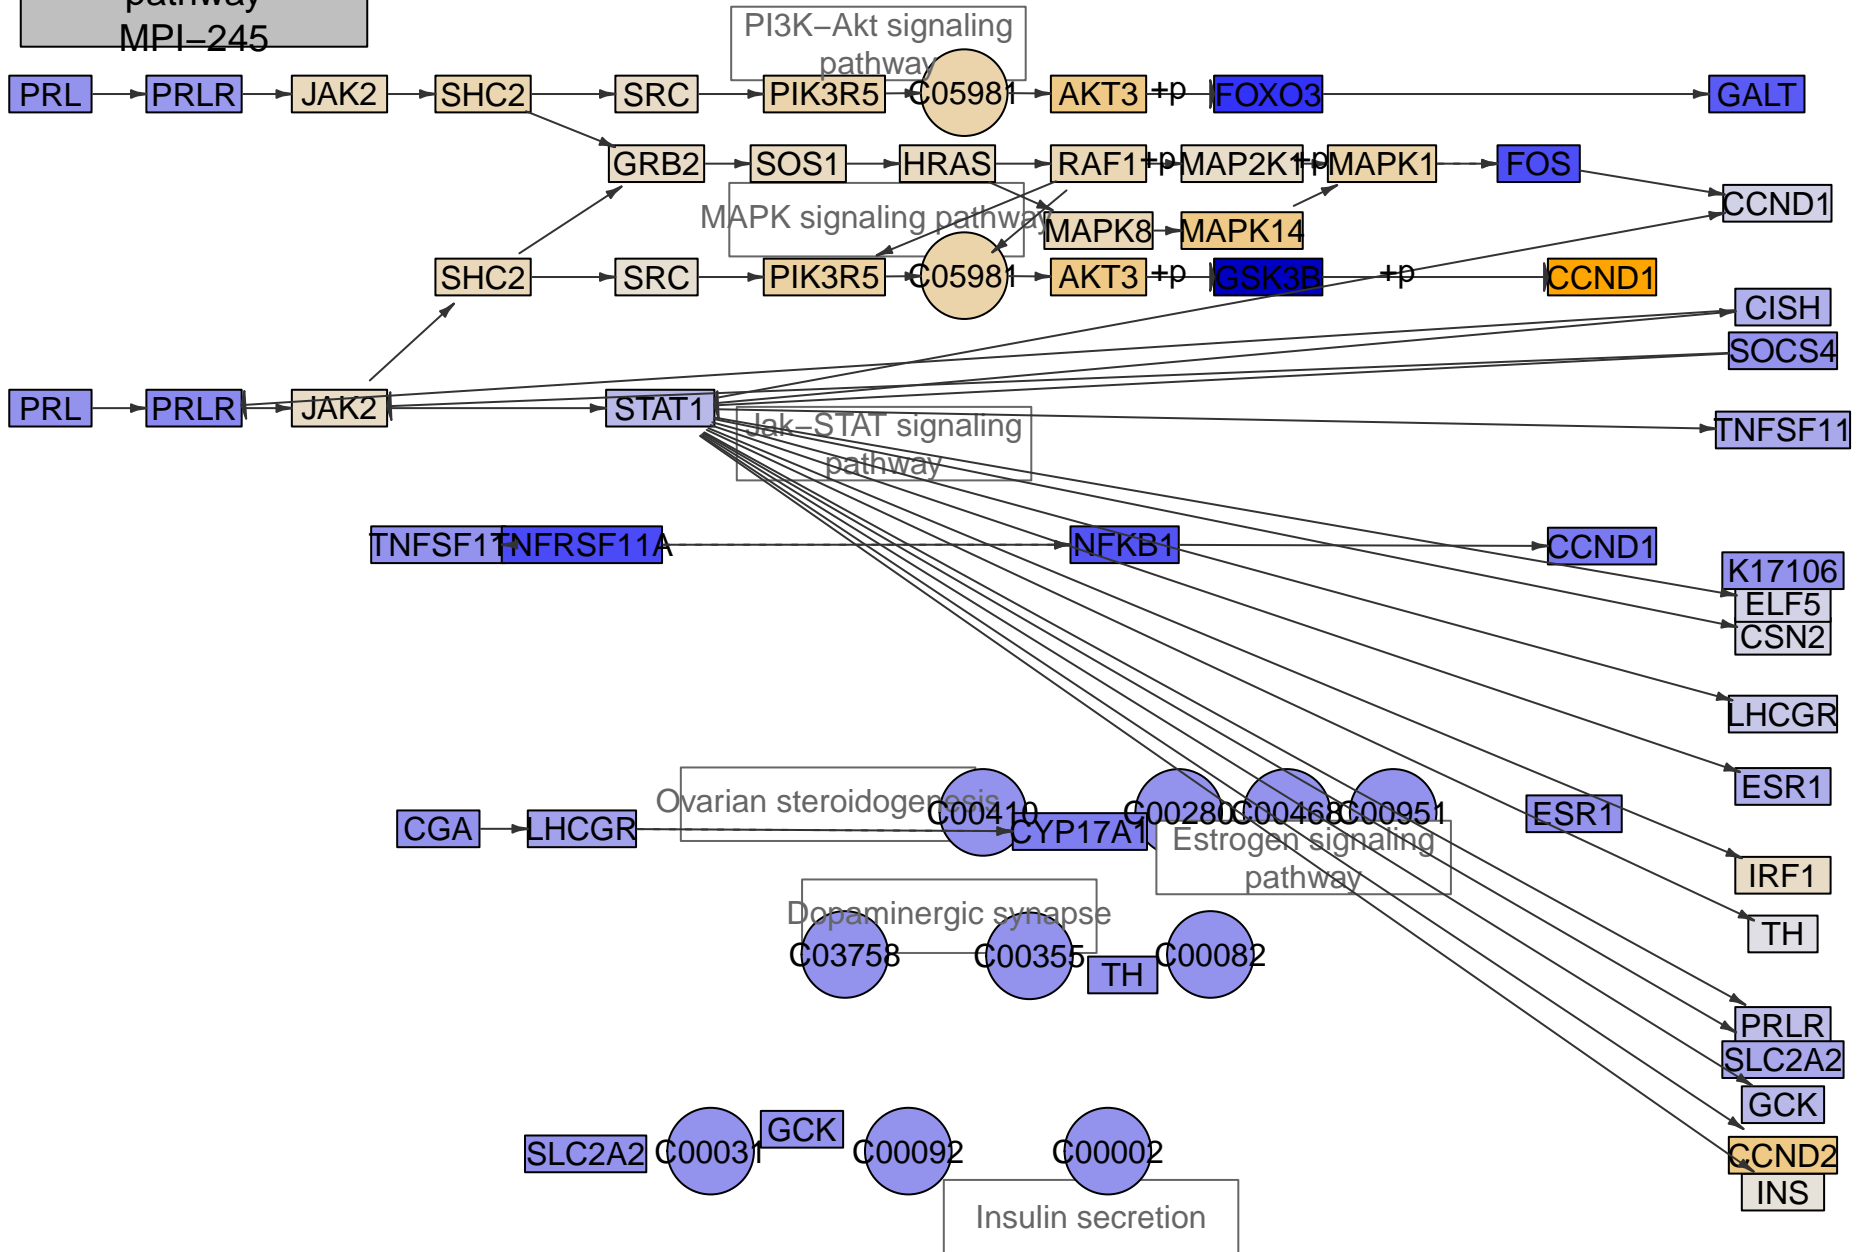 pathway
MPI−245
PI3K−Akt signaling
pathway
PRL
PRLR
JAK2
SHC2
SRC
PIK3R5
C05981
AKT3
+p
FOXO3
GALT
GRB2
SOS1
HRAS
RAF1
+p
MAP2K1
+p
MAPK1
FOS
CCND1
MAPK signaling pathway
MAPK8
MAPK14
SHC2
SRC
PIK3R5
C05981
AKT3
+p
GSK3B
+p
CCND1
CISH
SOCS4
PRL
PRLR
JAK2
STAT1
Jak−STAT signaling
pathway
TNFSF11
TNFSF11
TNFRSF11A
NFKB1
CCND1
K17106
ELF5
CSN2
LHCGR
ESR1
Ovarian steroidogenesis
C00410
C00280
C00468
C00951
ESR1
CGA
LHCGR
CYP17A1
Estrogen signaling
pathway
IRF1
Dopaminergic synapse
TH
C03758
C00355
TH
C00082
PRLR
SLC2A2
GCK
SLC2A2
C00031
GCK
C00092
C00002
CCND2
INS
Insulin secretion